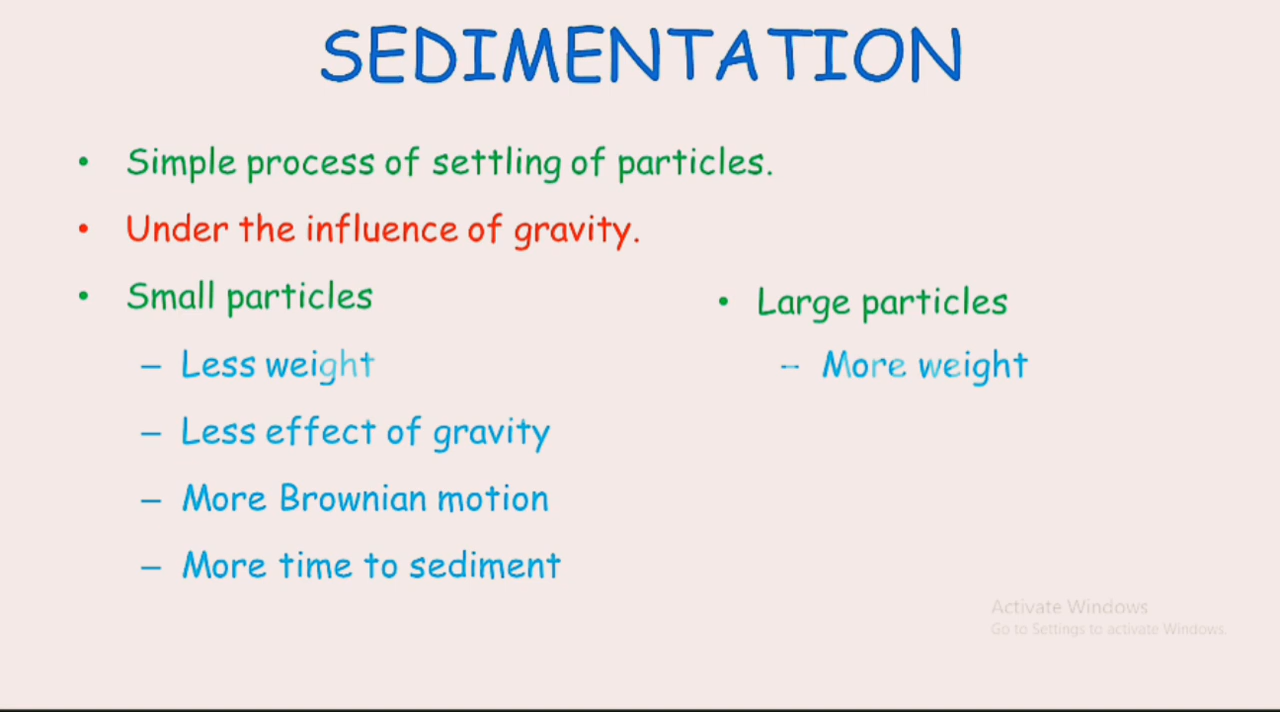 SEDIMENTATION
• Simple process of settling of particles.
• Under the influence of gravity.
• Small particles
– Less weight
– Less effect of gravity
– More Brownian motion
– More time to sediment
• Large particles
– More weight
Activate Windows
Go to Settings to activate Windows.